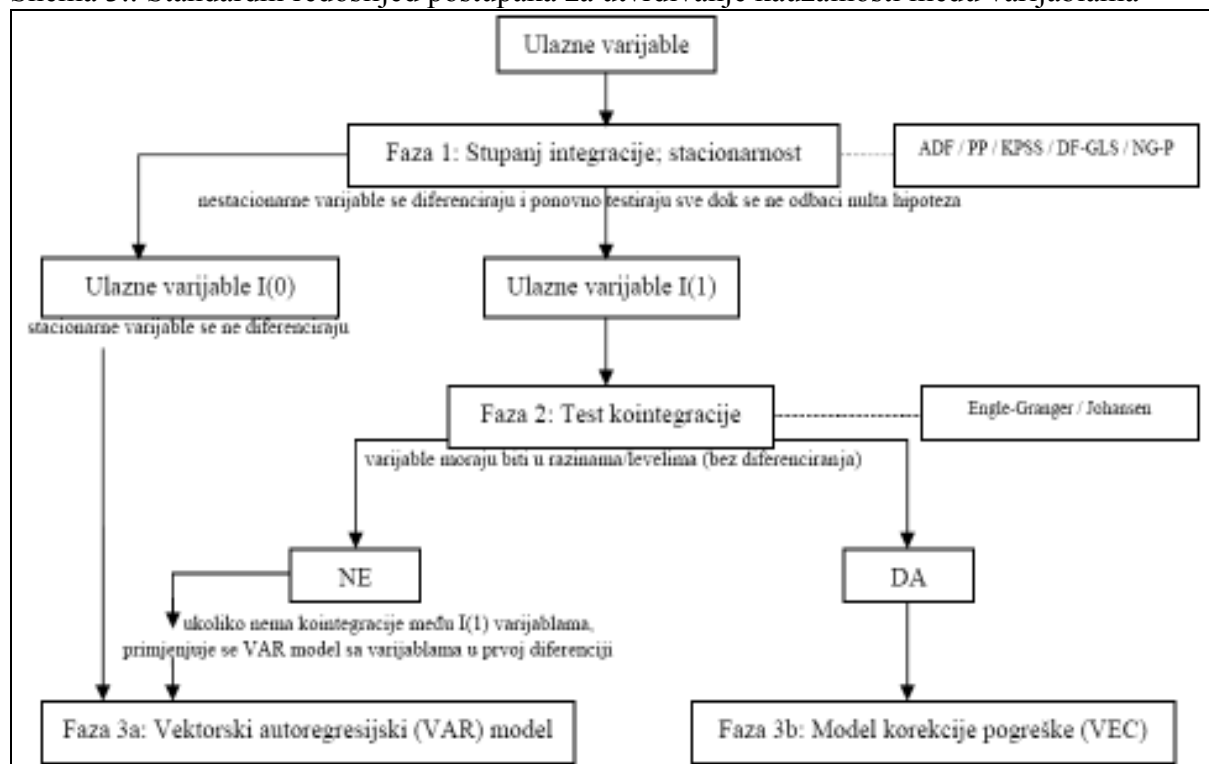 Shema 3.: Standardni redoslijed postupaka za utvrđivanje kauzalnosti među varijablama
Ulazne varijable
Faza 1: Stupanj integracije; stacionarnost
ADF / PP / KPSS / DF-GLS / NG-P
nestacionarne varijable se diferenciraju i ponovno testiraju sve dok se ne odbaci nulta hipoteza
Ulazne varijable I(0)
Ulazne varijable I(1)
stacionarne varijable se ne diferenciraju
Faza 2: Test kointegracije
Engle-Granger / Johansen
varijable moraju biti u razinama/levelima (bez diferenciranja)
NE
DA
ukoliko nema kointegracije među I(1) varijablama,
primjenjuje se VAR model sa varijablama u prvoj diferenciji
Faza 3a: Vektorski autoregresijski (VAR) model
Faza 3b: Model korekcije pogreške (VEC)